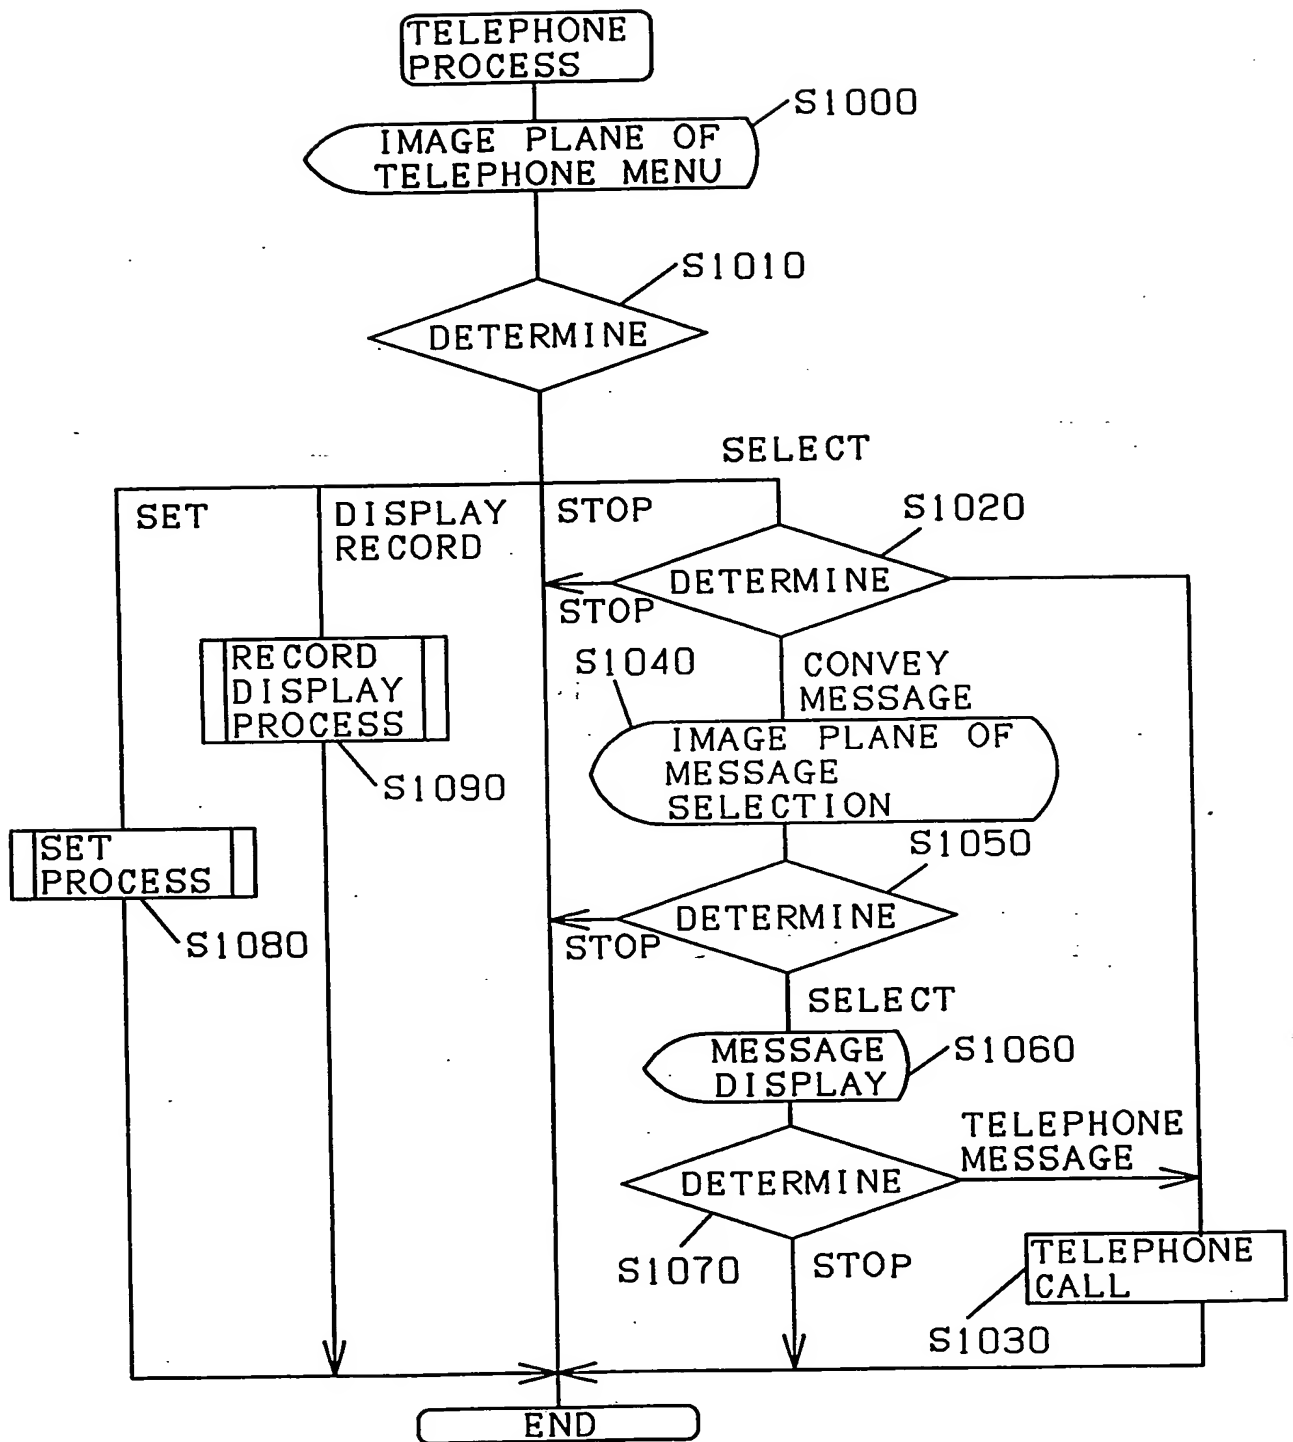 TELEPHONE
PROCESS
S1000
IMAGE PLANE OF
TELEPHONE MENU
S1010
DETERMINE
SELECT
SET
DISPLAY
RECORD
STOP
S1020
DETERMINE
STOP
RECORD
DISPLAY
PROCESS
S1090
S1040
CONVEY
MESSAGE
IMAGE PLANE OF
MESSAGE
SELECTION
SET
PROCESS
S1080
S1050
DETERMINE
STOP
SELECT
MESSAGE
DISPLAY
S1060
TELEPHONE
MESSAGE
DETERMINE
S1070
STOP
TELEPHONE
CALL
S1030
END